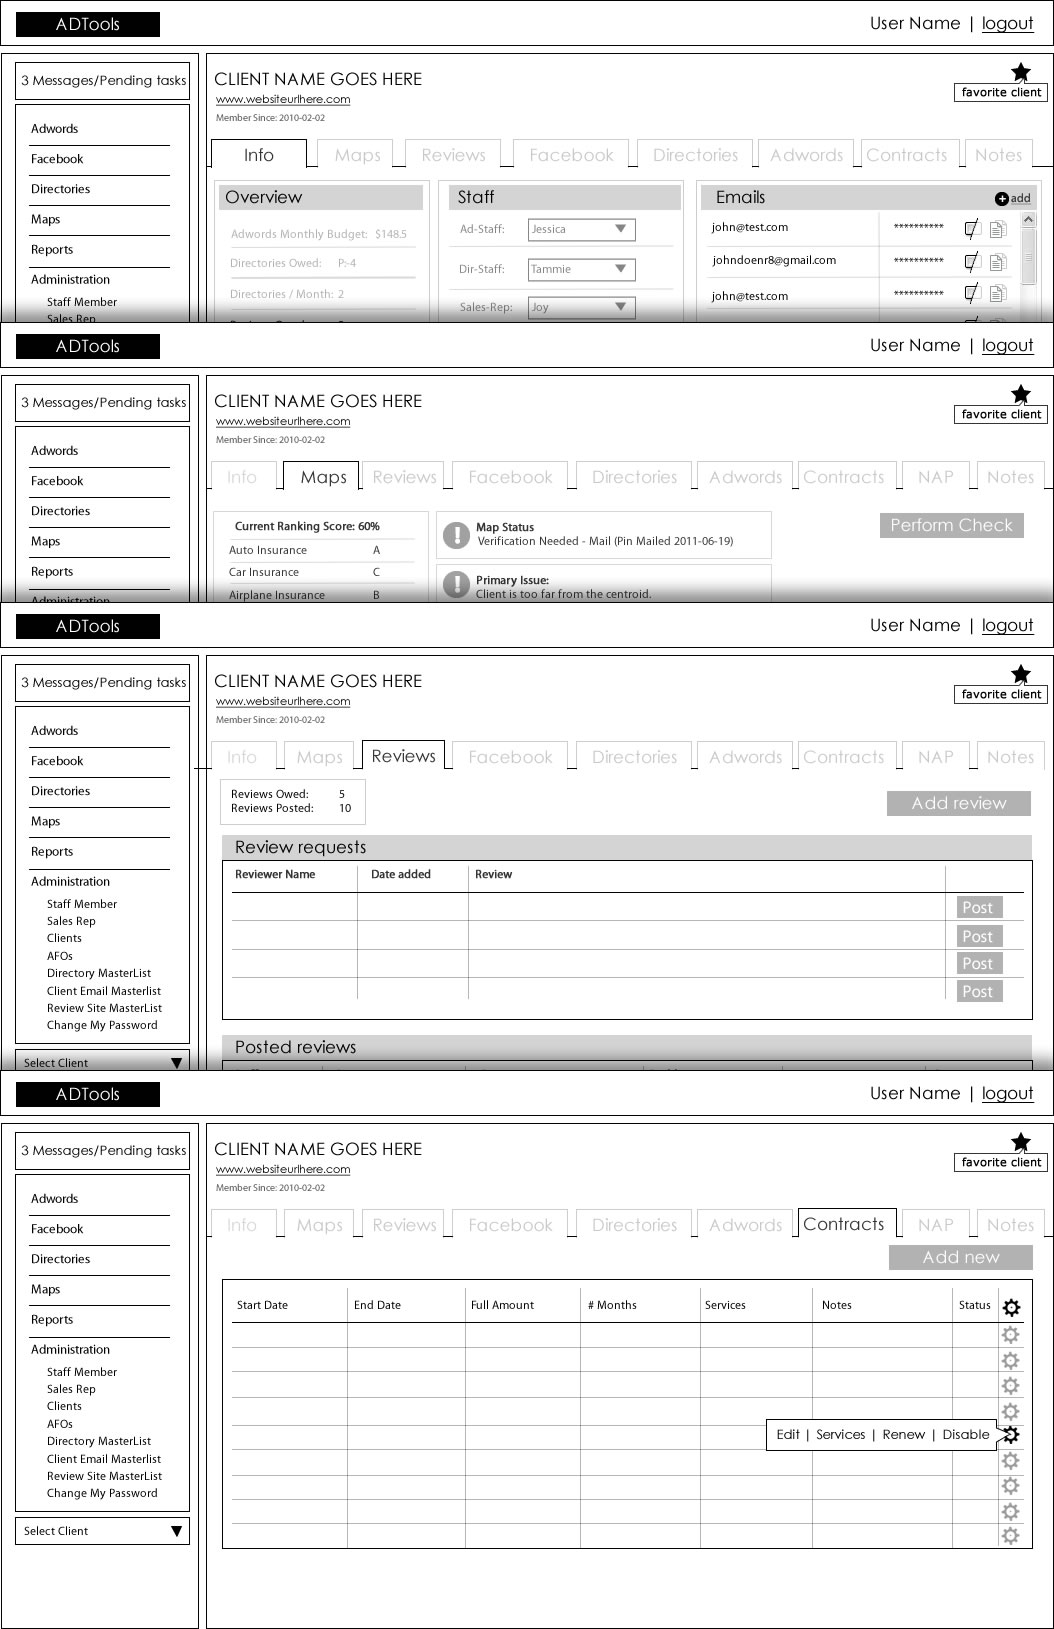 ADTools
User Name | logout
3 Messages/Pending tasks
Adwords
Facebook
Directories
Maps
Reports
Administration
Staff Member
Sales Rep
CLIENT NAME GOES HERE
www.websiteurlhere.com
Member Since: 2010-02-02
favorite client
Info Maps Reviews Facebook Directories Adwords Contracts Notes
Overview
Adwords Monthly Budget: $148.5
Directories Owed: P:-4
Directories / Month: 2
Staff
Ad-Staff: Jessica
Dir-Staff: Tammie
Sales-Rep: Joy
Emails
add
john@test.com **********
johndoenr8@gmail.com
john@test.com **********
ADTools
User Name | logout
3 Messages/Pending tasks
Adwords
Facebook
Directories
Maps
Reports
Administration
CLIENT NAME GOES HERE
www.websiteurlhere.com
Member Since: 2010-02-02
favorite client
Info Maps Reviews Facebook Directories Adwords Contracts NAP Notes
Current Ranking Score: 60%
Auto Insurance A
Car Insurance C
Airplane Insurance B
Map Status
Verification Needed - Mail (Pin Mailed 2011-06-19)
Primary Issue:
Client is too far from the centroid.
Perform Check
ADTools
User Name | logout
3 Messages/Pending tasks
Adwords
Facebook
Directories
Maps
Reports
Administration
Staff Member
Sales Rep
Clients
AFOs
Directory MasterList
Client Email Masterlist
Review Site MasterList
Change My Password
Select Client
CLIENT NAME GOES HERE
www.websiteurlhere.com
Member Since: 2010-02-02
favorite client
Info Maps Reviews Facebook Directories Adwords Contracts NAP Notes
Reviews Owed: 5
Reviews Posted: 10
Add review
Review requests
Reviewer Name Date added Review
Post
Post
Post
Post
Posted reviews
ADTools
User Name | logout
3 Messages/Pending tasks
Adwords
Facebook
Directories
Maps
Reports
Administration
Staff Member
Sales Rep
Clients
AFOs
Directory MasterList
Client Email Masterlist
Review Site MasterList
Change My Password
Select Client
CLIENT NAME GOES HERE
www.websiteurlhere.com
Member Since: 2010-02-02
favorite client
Info Maps Reviews Facebook Directories Adwords Contracts NAP Notes
Add new
Start Date End Date Full Amount # Months Services Notes Status
Edit | Services | Renew | Disable